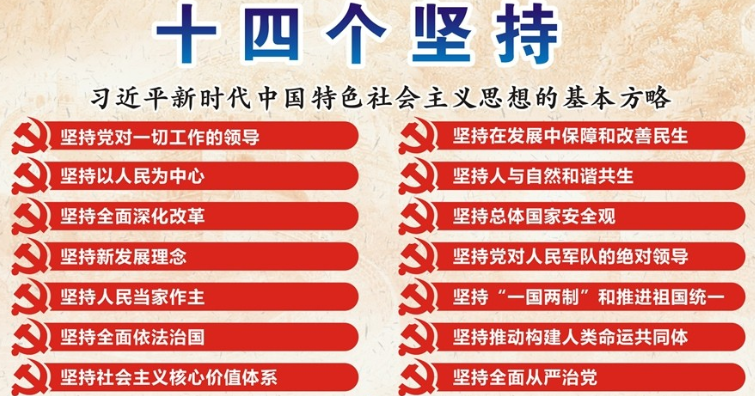 十四个坚持
习近平新时代中国特色社会主义思想的基本方略
坚持党对一切工作的领导
坚持以人民为中心
坚持全面深化改革
坚持新发展理念
坚持人民当家作主
坚持全面依法治国
坚持社会主义核心价值体系
坚持在发展中保障和改善民生
坚持人与自然和谐共生
坚持总体国家安全观
坚持党对人民军队的绝对领导
坚持“一国两制”和推进祖国统一
坚持推动构建人类命运共同体
坚持全面从严治党